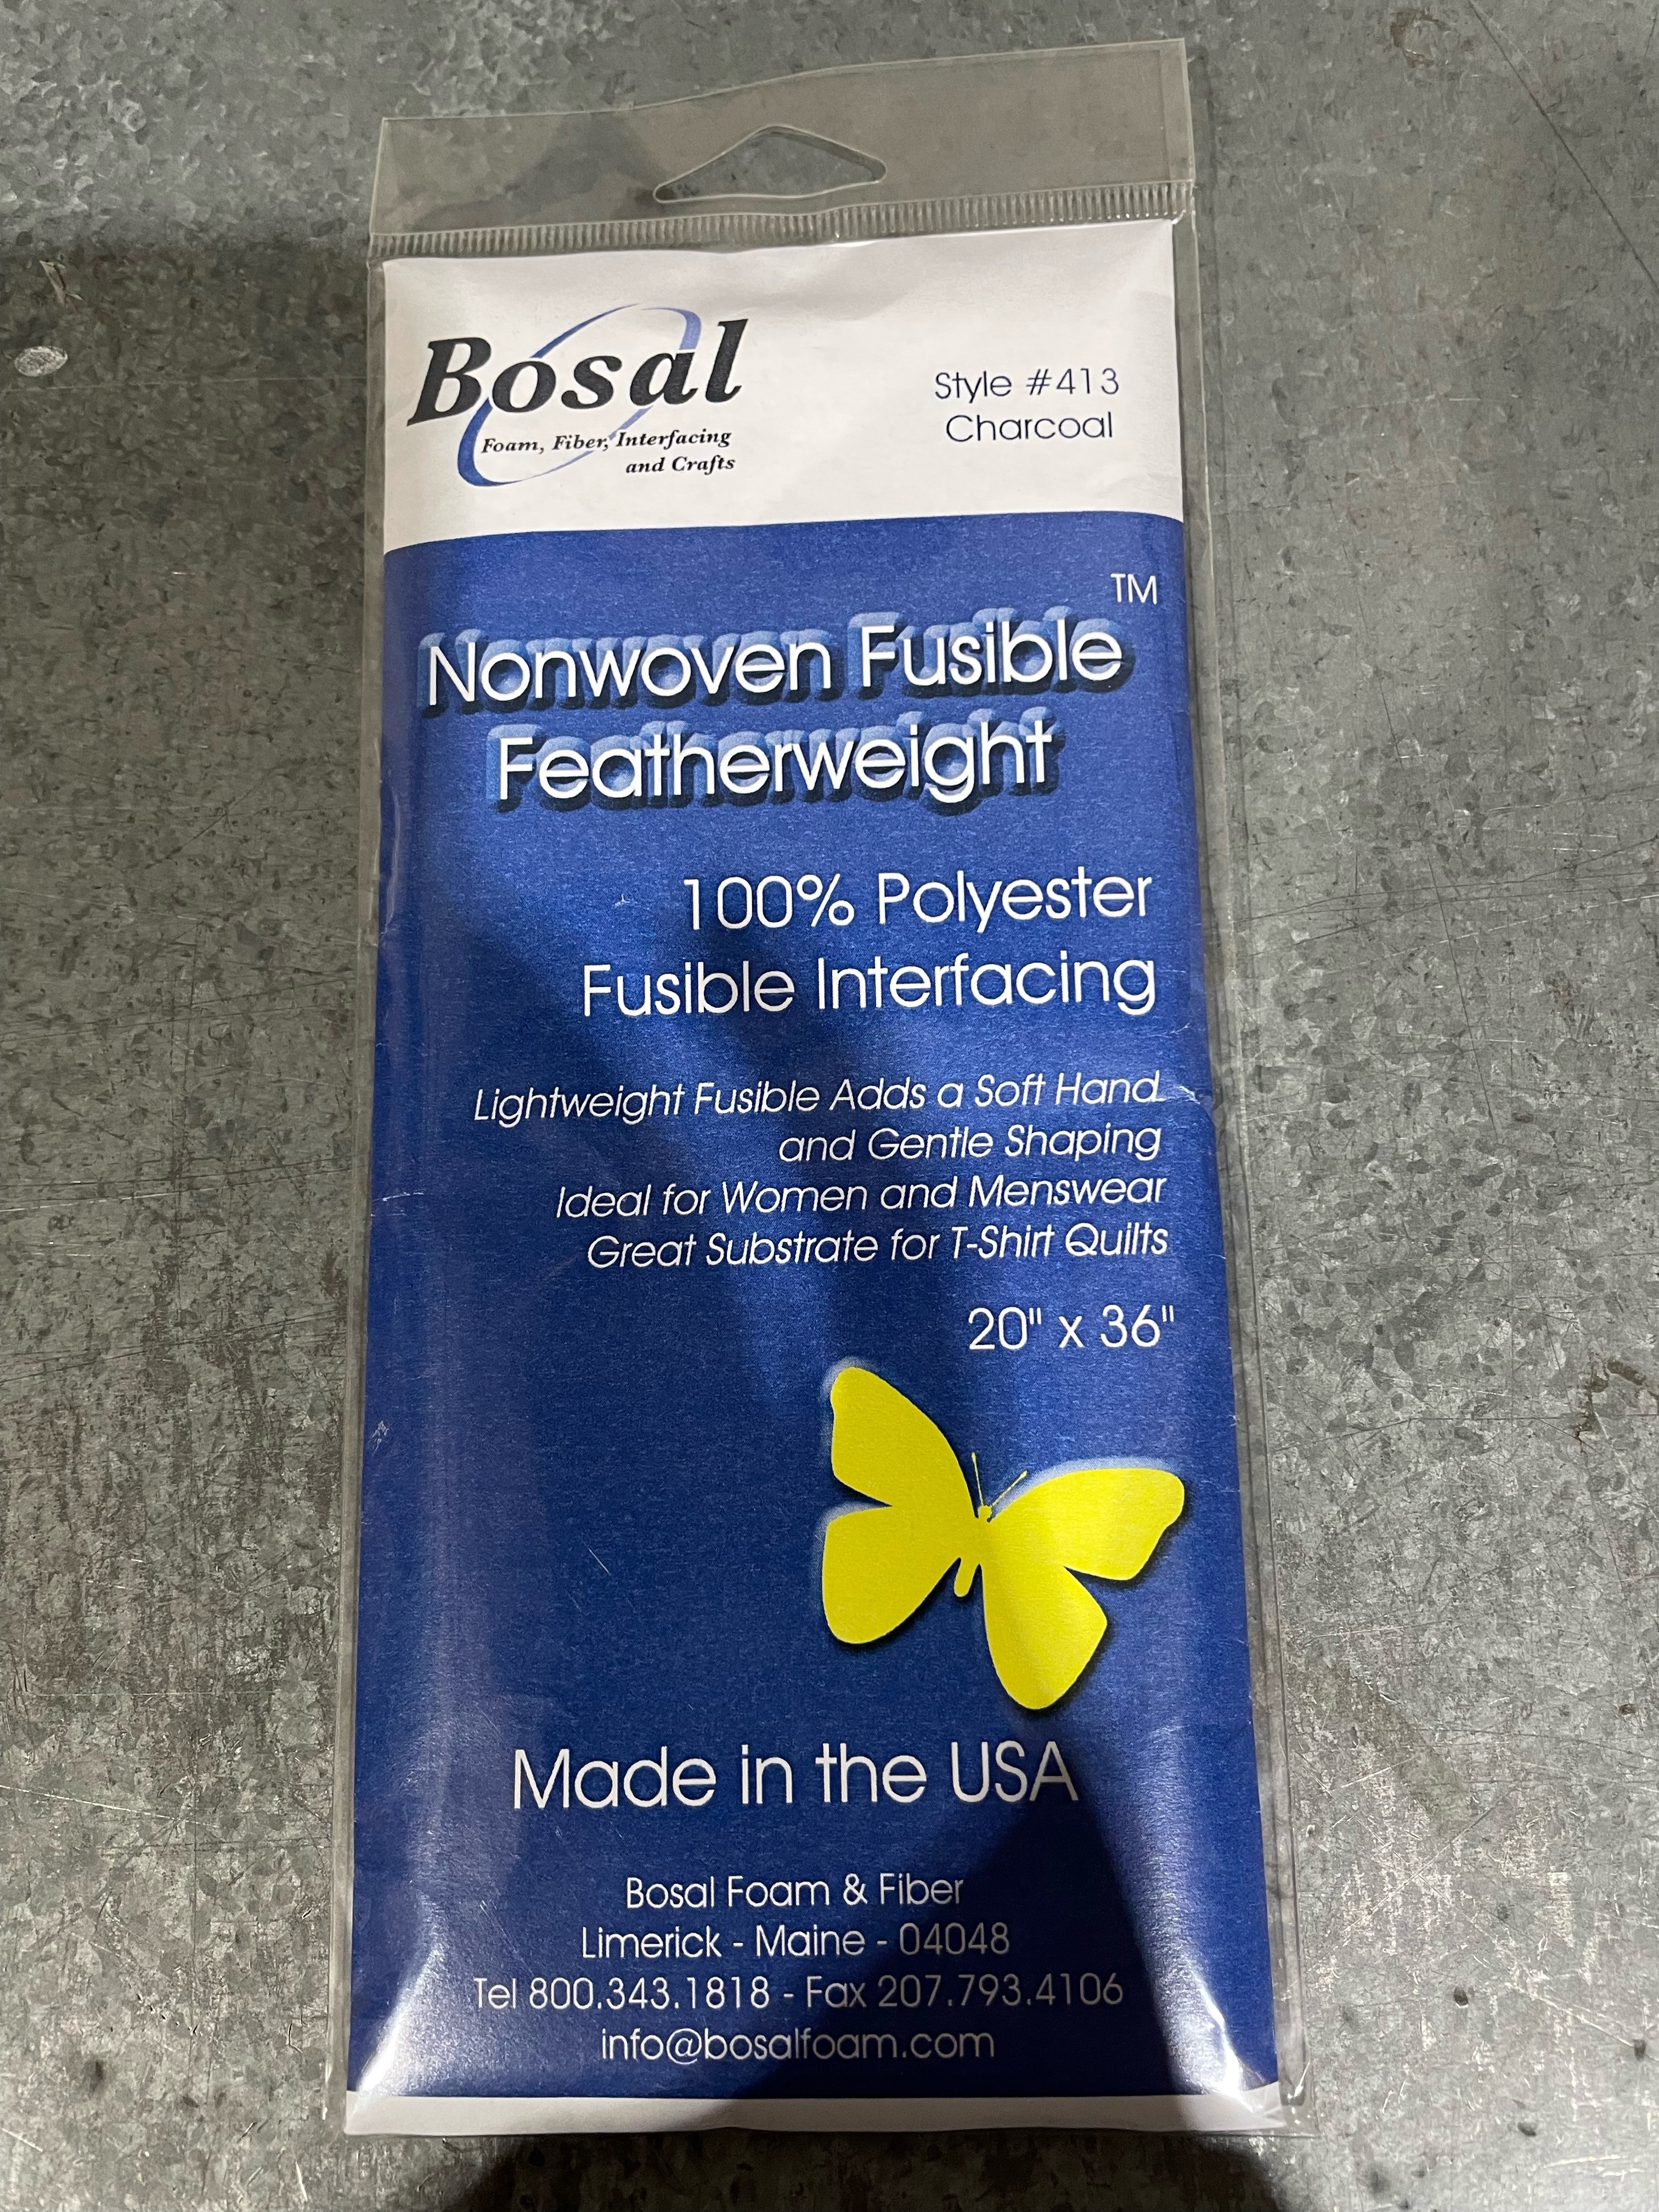 Bosal
Foam, Fiber, Interfacing
and Crafts
Style #413
Charcoal
Nonwoven Fusible™
Featherweight
100% Polyester
Fusible Interfacing
Lightweight Fusible Adds a Soft Hand
and Gentle Shaping
Ideal for Women and Menswear
Great Substrate for T-Shirt Quilts
20" x 36"
Made in the USA
Bosal Foam & Fiber
Limerick - Maine - 04048
Tel 800.343.1818 - Fax 207.793.4106
info@bosalfoam.com